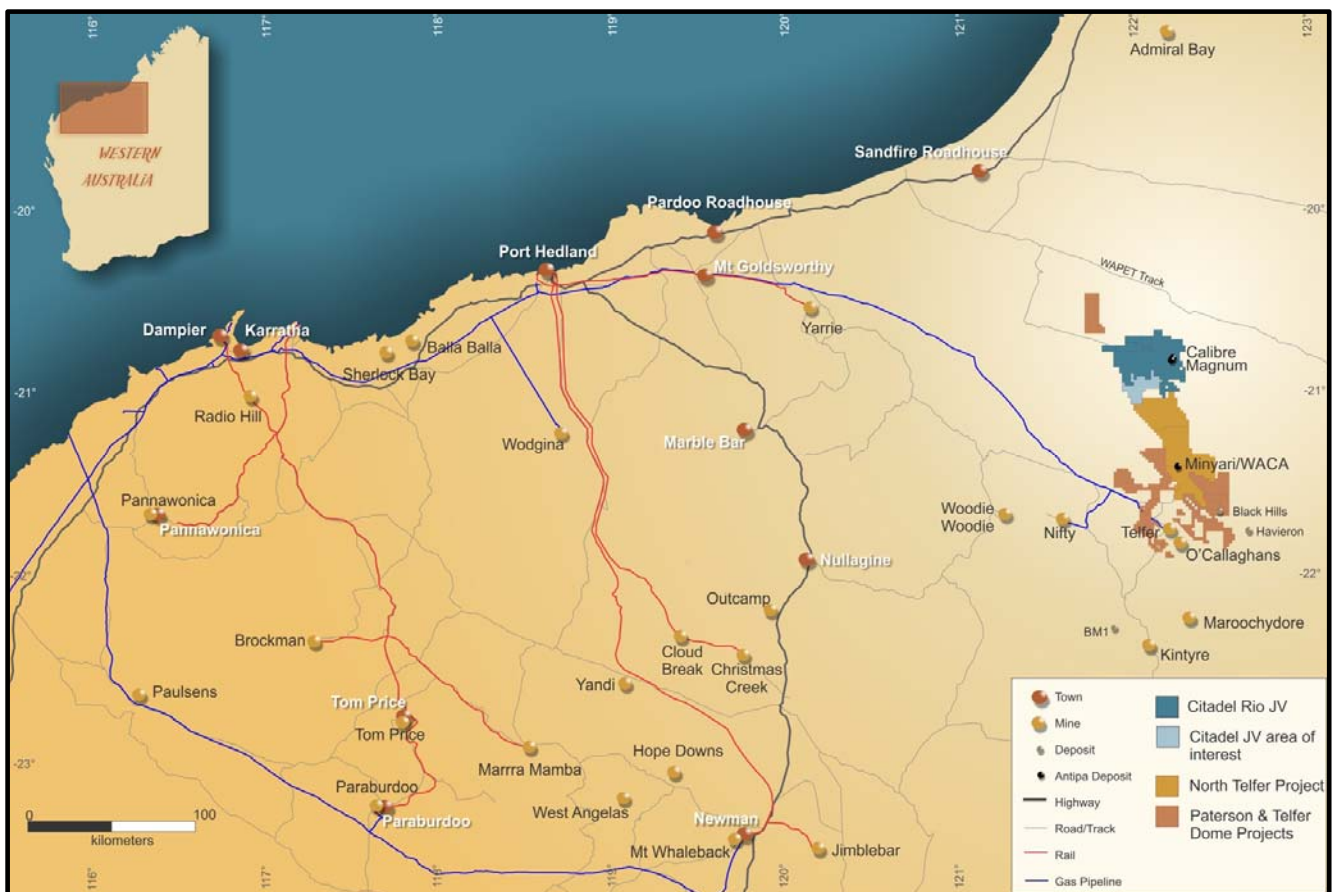 116°
117°
118°
119°
120°
121°
122°
123°
Admiral Bay
WESTERN
AUSTRALIA
Sandfire Roadhouse
-20°
-20°
Pardoo Roadhouse
Port Hedland
Mt Goldsworthy
WAPET Track
Yarrie
Dampier
Karratha
Balla Balla
Sherlock Bay
Calibre
Magnum
-21°
-21°
Radio Hill
Wodgina
Marble Bar
Minyari/WACA
Pannawonica
Pannawonica
Woodie
Woodie
Nifty
Telfer
Black Hills
Havieron
O'Callaghans
Nullagine
-22°
-22°
Outcamp
BM1
Maroochydore
Kintyre
Brockman
Cloud
Break
Christmas
Creek
Paulsens
Yandi
Tom Price
Tom Price
Marrra Mamba
Hope Downs
-23°
Paraburdoo
Paraburdoo
West Angelas
Newman
Mt Whaleback
Jimblebar
0
100
kilometers
116°
117°
118°
119°
120°
121°
Town
Mine
Deposit
Antipa Deposit
Highway
Road/Track
Rail
Gas Pipeline
Citadel Rio JV
Citadel JV area of
interest
North Telfer Project
Paterson & Telfer
Dome Projects